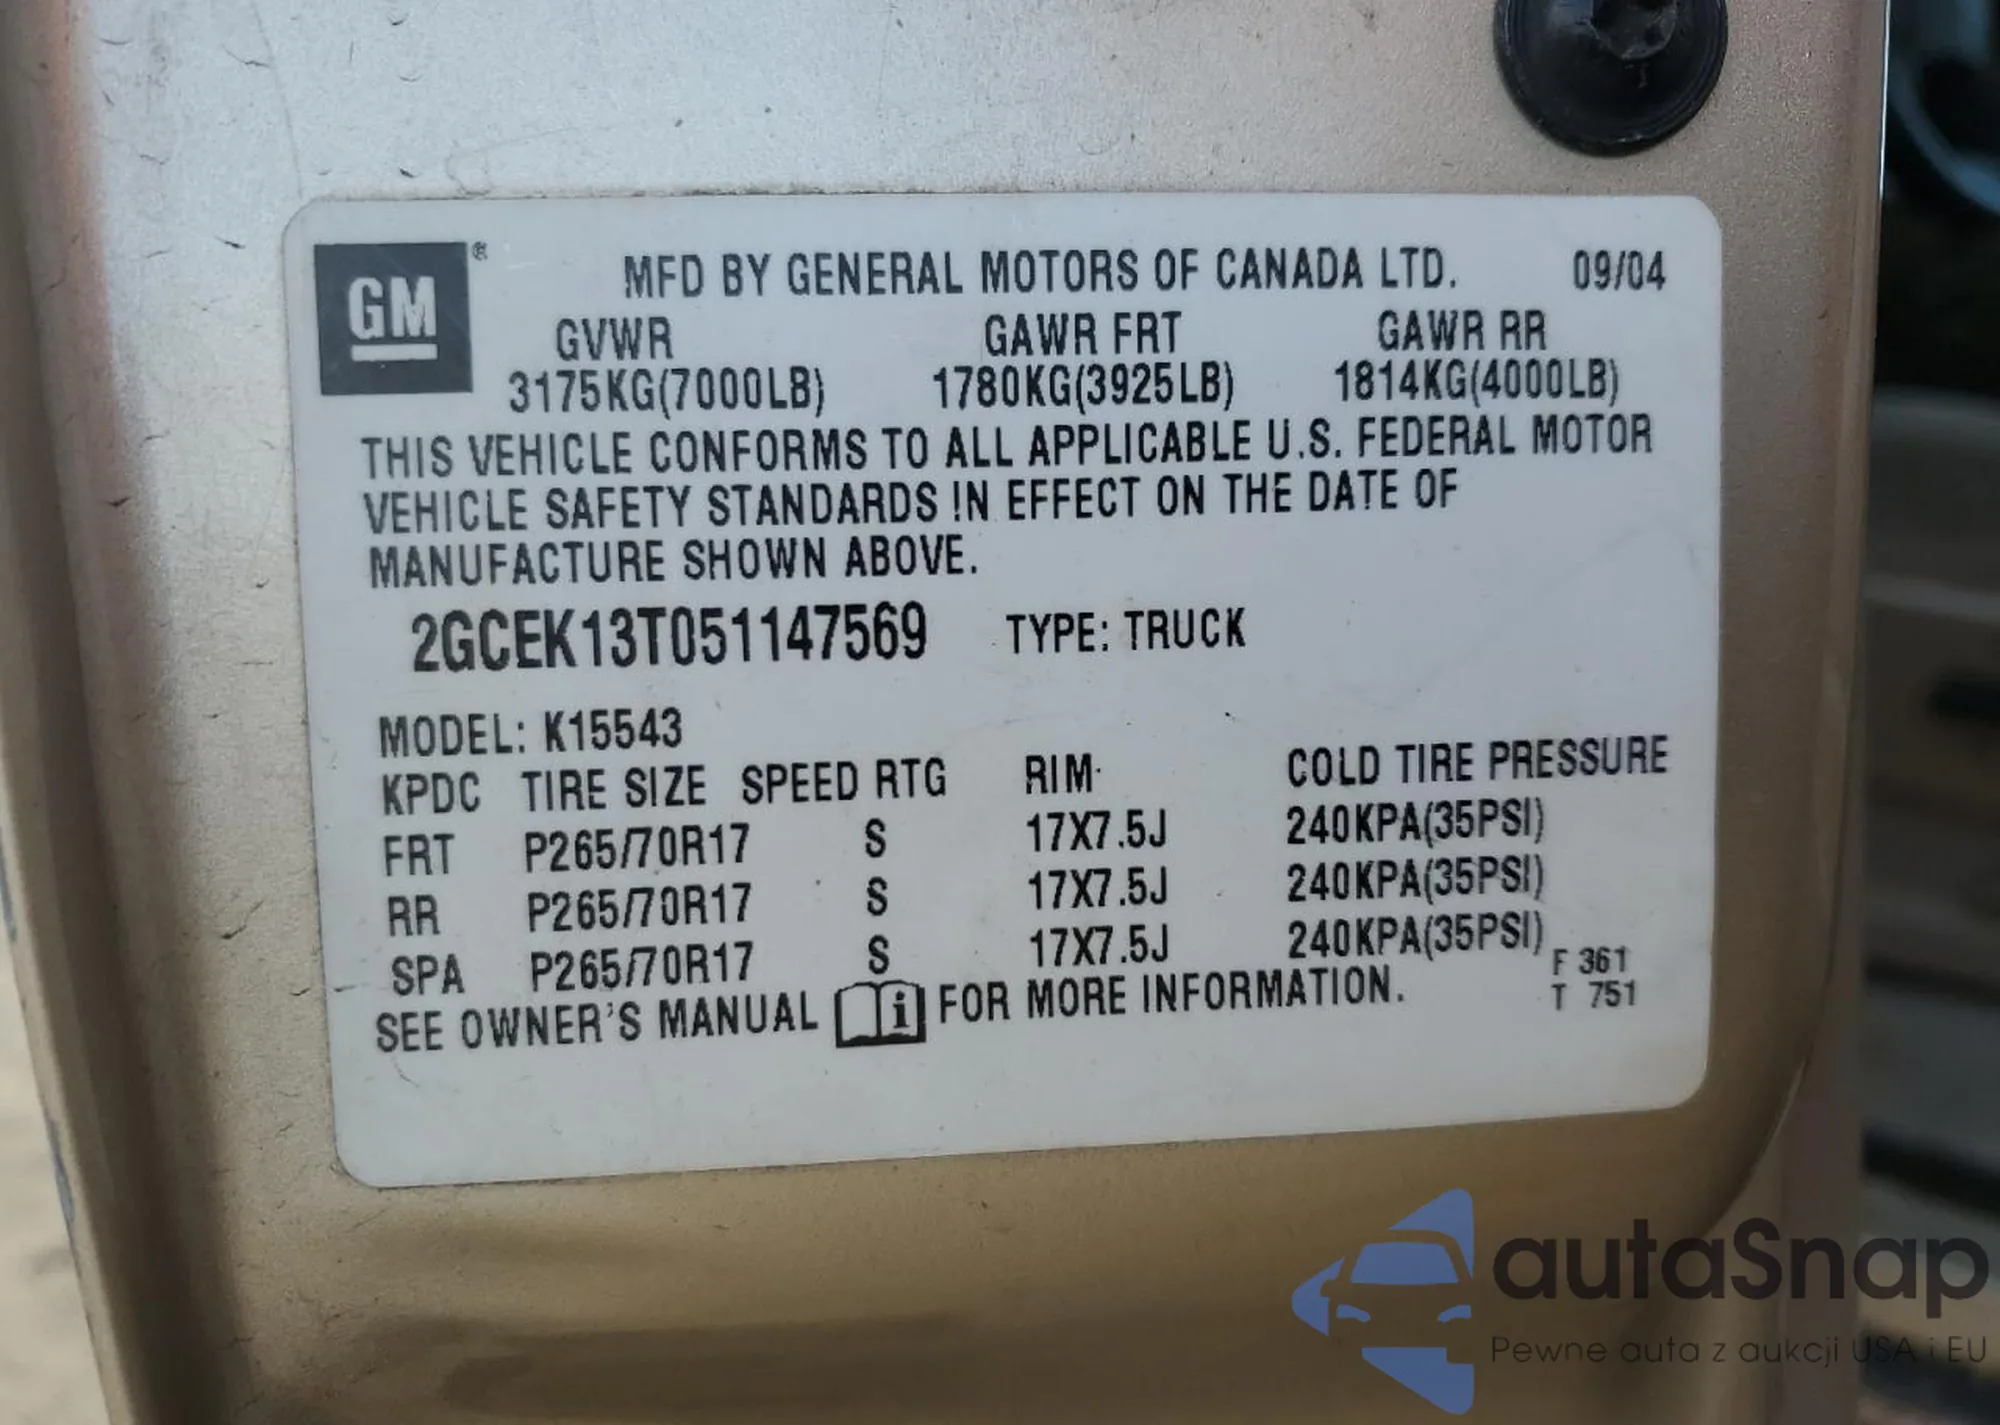 GM ®
MFD BY GENERAL MOTORS OF CANADA LTD. 09/04
GVWR GAWR FRT GAWR RR
3175KG(7000LB) 1780KG(3925LB) 1814KG(4000LB)
THIS VEHICLE CONFORMS TO ALL APPLICABLE U.S. FEDERAL MOTOR
VEHICLE SAFETY STANDARDS IN EFFECT ON THE DATE OF
MANUFACTURE SHOWN ABOVE.
2GCEK13T051147569 TYPE: TRUCK
MODEL: K15543
KPDC TIRE SIZE SPEED RTG RIM COLD TIRE PRESSURE
FRT P265/70R17 S 17X7.5J 240KPA(35PSI)
RR P265/70R17 S 17X7.5J 240KPA(35PSI)
SPA P265/70R17 S 17X7.5J 240KPA(35PSI)
SEE OWNER'S MANUAL i FOR MORE INFORMATION.
F 361
T 751
autaSnap
Pewne auta z aukcji USA i EU